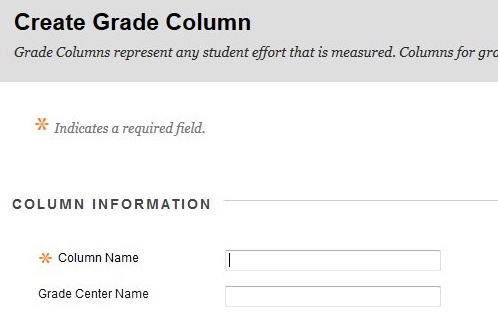 Create Grade Column
Grade Columns represent any student effort that is measured. Columns for
Indicates a required field.
COLUMN INFORMATION
Column Name
Grade Center Name